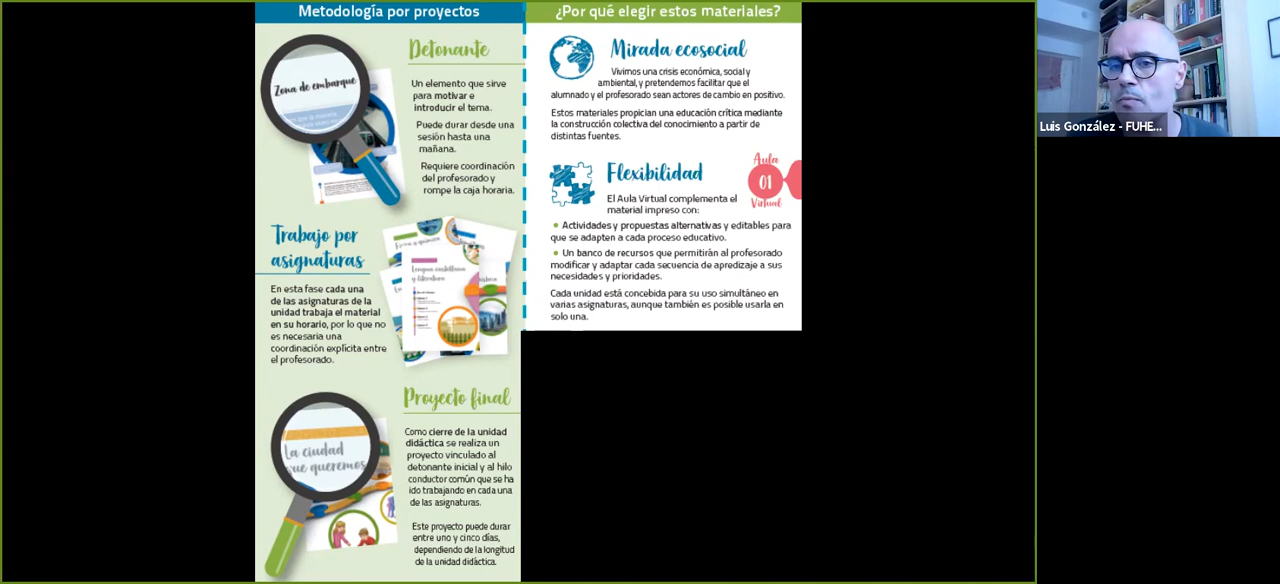 Metodología por proyectos
Detonante
Zona de embarque
Un elemento que sirve
para motivar e
introducir el tema.
Puede durar desde una
sesión hasta una
mañana.
Requiere coordinación
del profesorado y
rompe la caja horaria.
Trabajo por
asignaturas
En esta fase cada una
de las asignaturas de la
unidad trabaja el material
en su horario, por lo que no
es necesaria una
coordinación explícita entre
el profesorado.
Lengua castellana
y literatura
Proyecto final
La ciudad
que queremos
Como cierre de la unidad
didáctica se realiza un
proyecto vinculado al
detonante inicial y al hilo
conductor común que se ha
ido trabajando en cada una
de las asignaturas.
Este proyecto puede durar
entre uno y cinco días,
dependiendo de la longitud
de la unidad didáctica.
¿Por qué elegir estos materiales?
Mirada ecosocial
Vivimos una crisis económica, social y
ambiental, y pretendemos facilitar que el
alumnado y el profesorado sean actores de cambio en positivo.
Estos materiales propician una educación crítica mediante
la construcción colectiva del conocimiento a partir de
distintas fuentes.
Flexibilidad
Aula
01
Virtual
El Aula Virtual complementa el
material impreso con:
• Actividades y propuestas alternativas y editables para
que se adapten a cada proceso educativo.
• Un banco de recursos que permitirán al profesorado
modificar y adaptar cada secuencia de apredizaje a sus
necesidades y prioridades.
Cada unidad está concebida para su uso simultáneo en
varias asignaturas, aunque también es posible usarla en
solo una.
Luis González - FUHE...